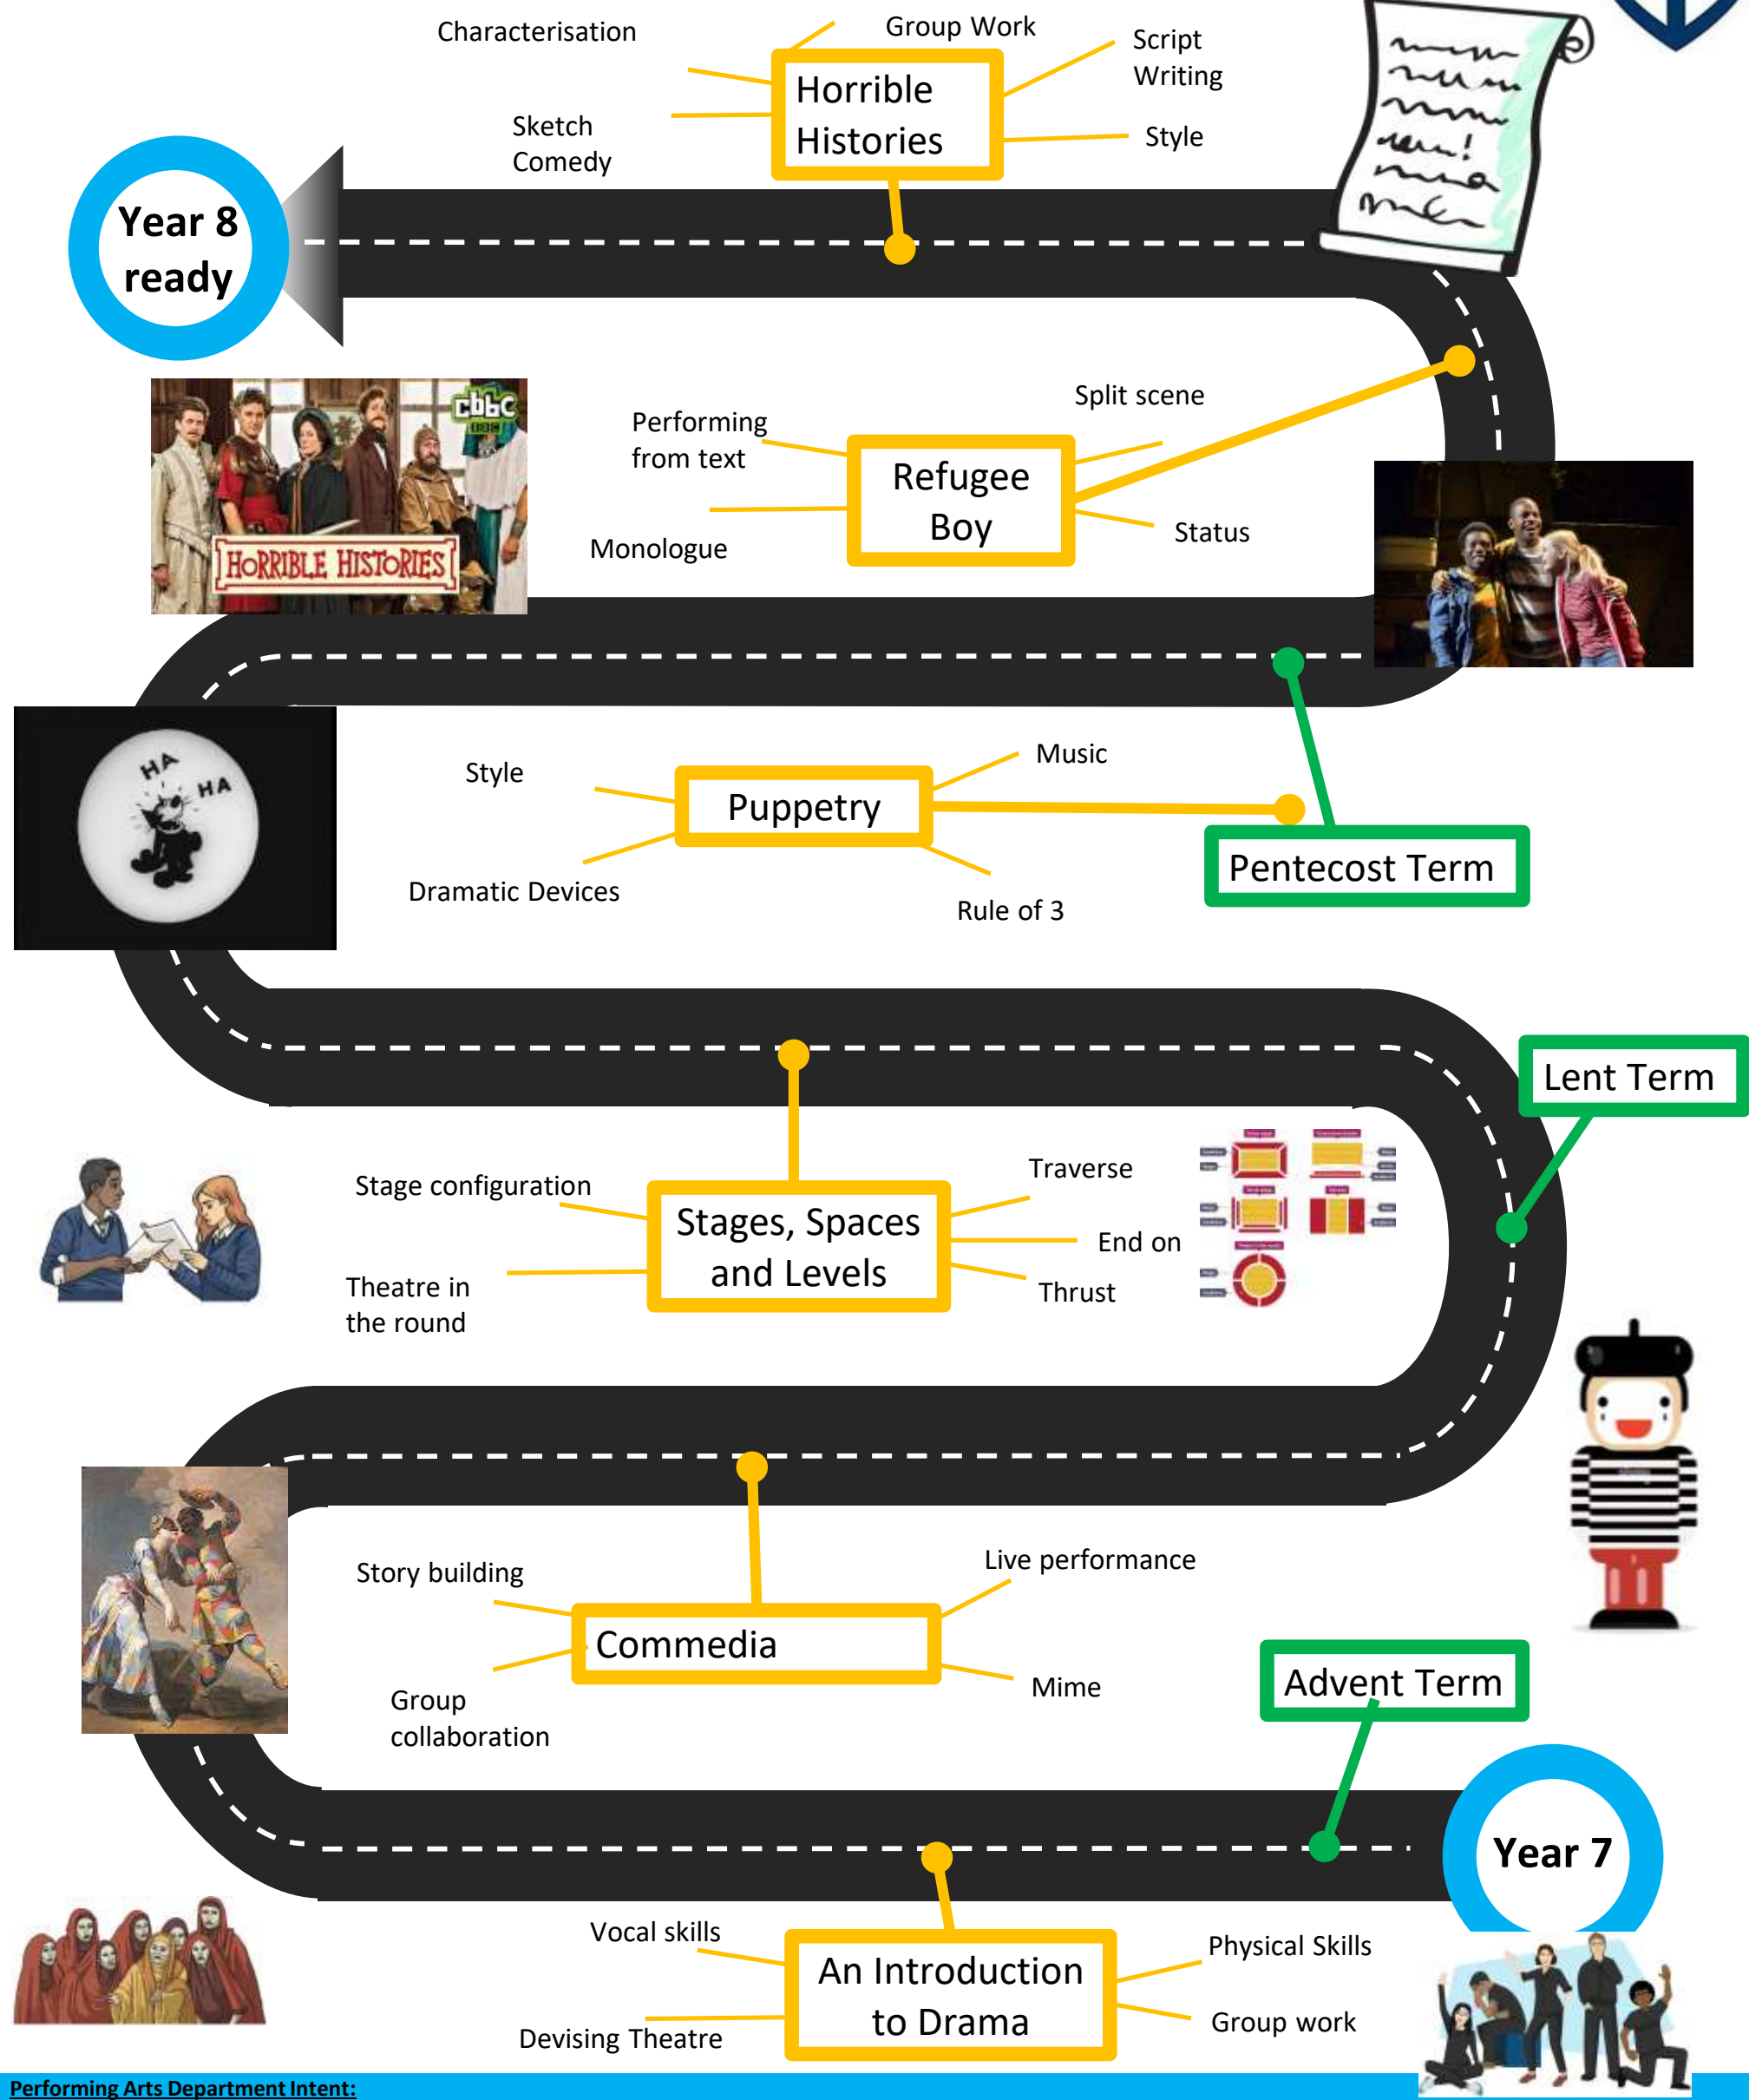 Characterisation
Group Work
Script
Writing
Horrible
Histories
Sketch
Comedy
Style
Year 8
ready
cbbc
BBC
HORRIBLE HISTORIES
Split scene
Performing
from text
Refugee
Boy
Monologue
Status
HA
HA
Style
Music
Puppetry
Pentecost Term
Dramatic Devices
Rule of 3
Lent Term
Stage configuration
Traverse
Stages, Spaces
and Levels
End on
Theatre in
the round
Thrust
Story building
Live performance
Commedia
Group
collaboration
Mime
Advent Term
Year 7
Vocal skills
Physical Skills
An Introduction
to Drama
Devising Theatre
Group work
Performing Arts Department Intent: